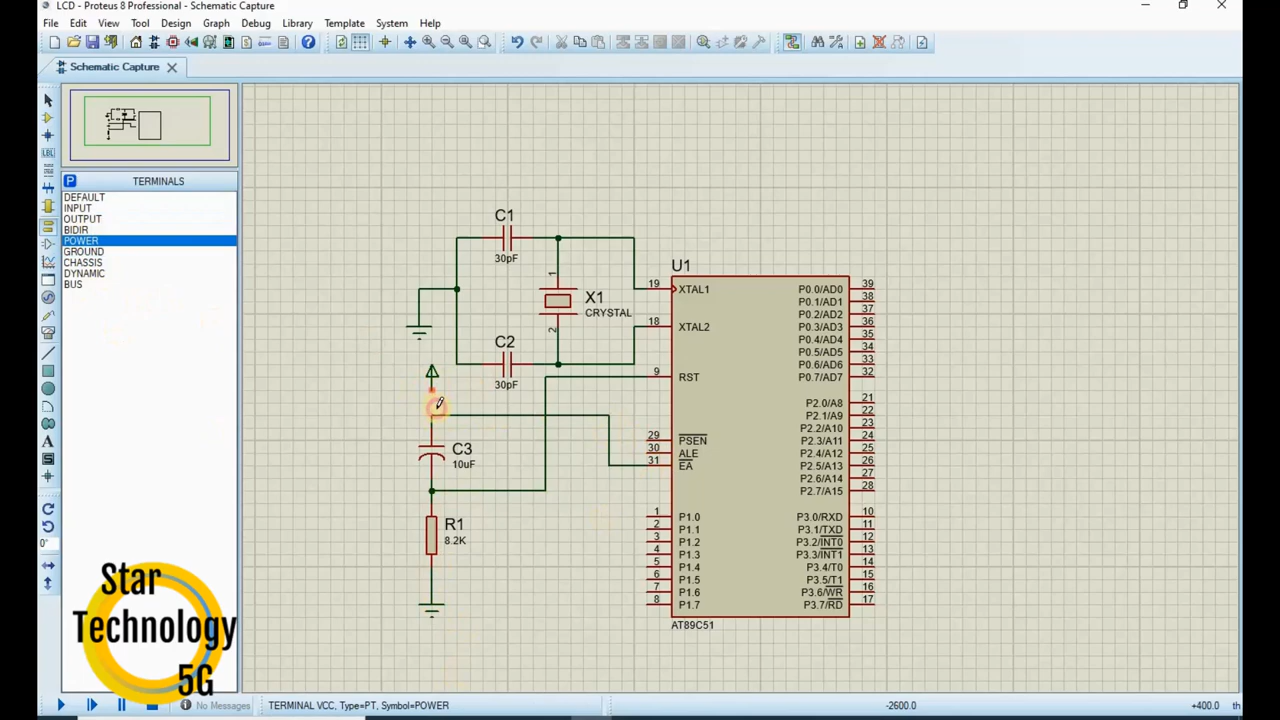 LCD - Proteus 8 Professional - Schematic Capture
File Edit View Tool Design Graph Debug Library Template System Help
Schematic Capture
LBL
P TERMINALS
DEFAULT
INPUT
OUTPUT
BIDIR
POWER
GROUND
CHASSIS
DYNAMIC
BUS
A
0°
C1
30pF
1
X1
CRYSTAL
2
C2
30pF
C3
10uF
R1
8.2K
U1
19 XTAL1
18 XTAL2
9 RST
29 PSEN
30 ALE
31 EA
1 P1.0
2 P1.1
3 P1.2
4 P1.3
5 P1.4
6 P1.5
7 P1.6
8 P1.7
P0.0/AD0 39
P0.1/AD1 38
P0.2/AD2 37
P0.3/AD3 36
P0.4/AD4 35
P0.5/AD5 34
P0.6/AD6 33
P0.7/AD7 32
P2.0/A8 21
P2.1/A9 22
P2.2/A10 23
P2.3/A11 24
P2.4/A12 25
P2.5/A13 26
P2.6/A14 27
P2.7/A15 28
P3.0/RXD 10
P3.1/TXD 11
P3.2/INT0 12
P3.3/INT1 13
P3.4/T0 14
P3.5/T1 15
P3.6/WR 16
P3.7/RD 17
AT89C51
Star
Technology
5G
No Messages TERMINAL VCC, Type=PT, Symbol=POWER -2600.0 +400.0 th